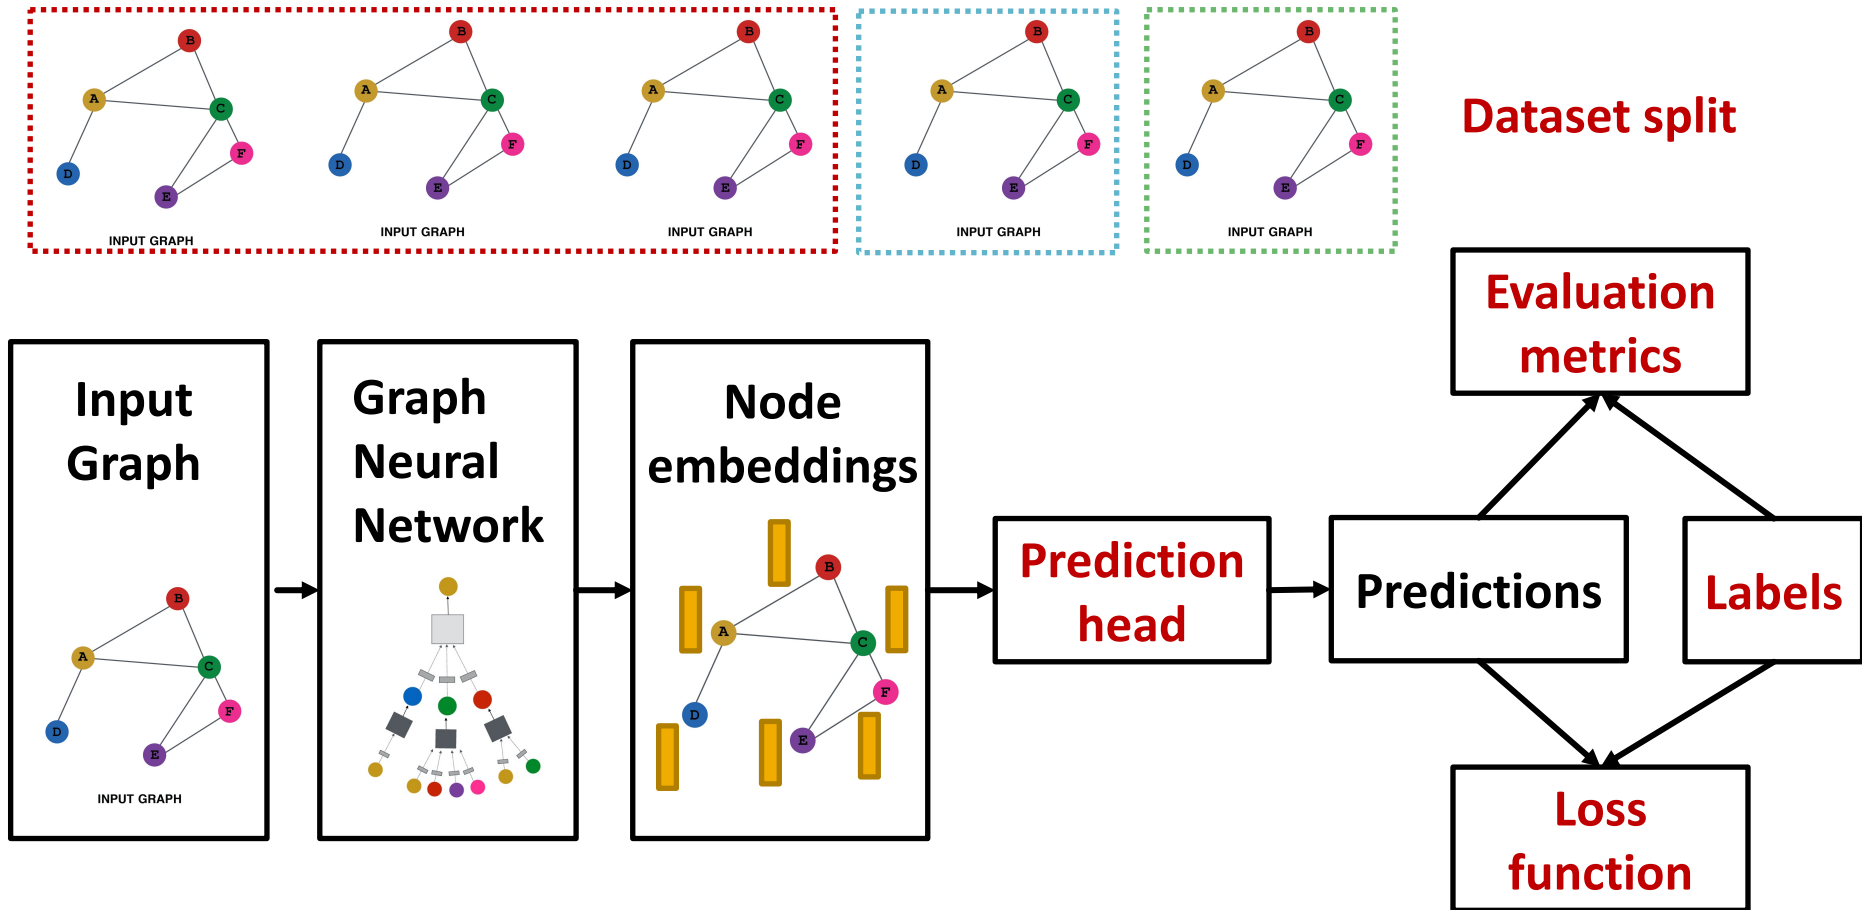 B
A
C
F
D
E
INPUT GRAPH
B
A
C
F
D
E
INPUT GRAPH
B
A
C
F
D
E
INPUT GRAPH
B
A
C
F
D
E
INPUT GRAPH
B
A
C
F
D
E
INPUT GRAPH
Dataset split
Input
Graph
B
A
C
F
D
E
INPUT GRAPH
Graph
Neural
Network
Node
embeddings
B
A
C
F
D
E
Prediction
head
Predictions
Labels
Evaluation
metrics
Loss
function